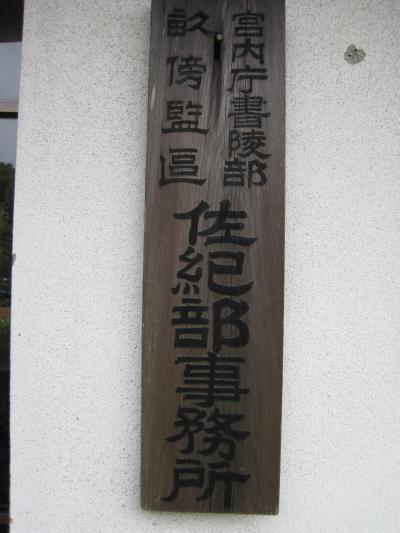 宮内庁書陵部
畝傍監區
佐紀部事務所